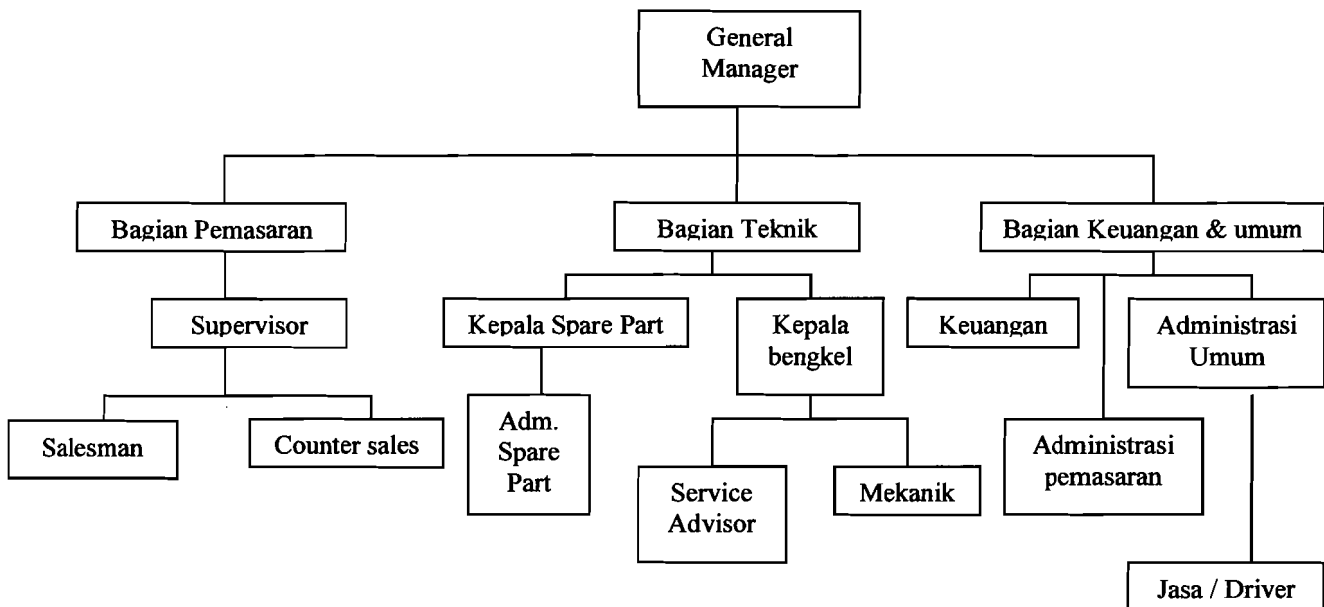 General
Manager
Bagian Pemasaran
Bagian Teknik
Bagian Keuangan & umum
Supervisor
Kepala Spare Part
Kepala
bengkel
Keuangan
Administrasi
Umum
Salesman
Counter sales
Adm.
Spare
Part
Service
Advisor
Mekanik
Administrasi
pemasaran
Jasa / Driver